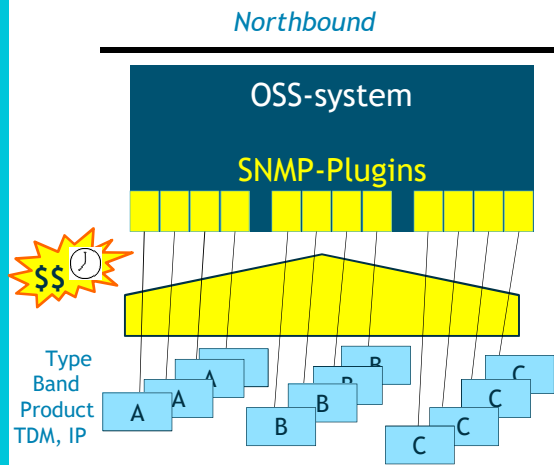 Northbound
OSS-system
SNMP-Plugins
$$
Type
Band
Product
TDM, IP
A
A
A
B
B
B
B
C
C
C
C